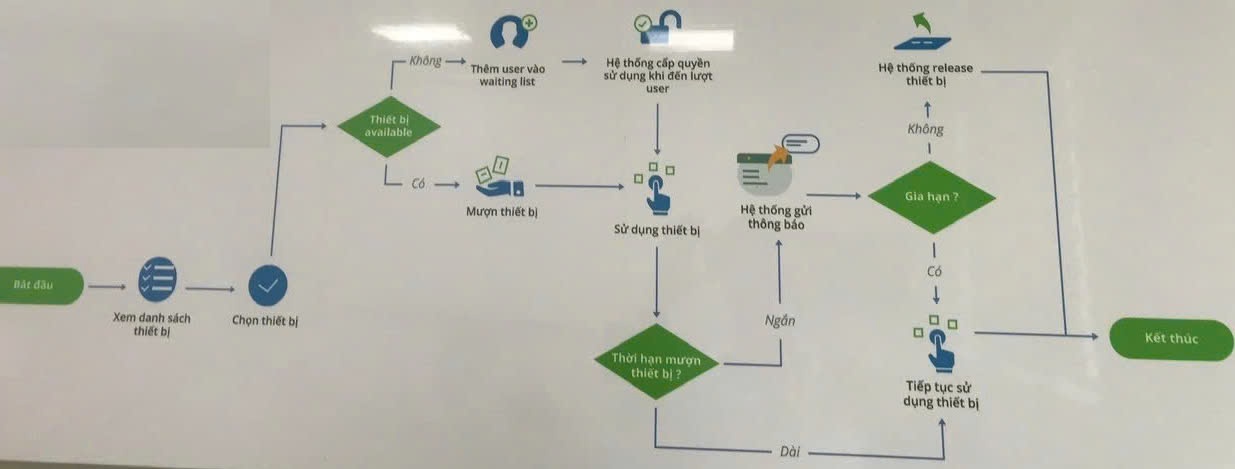 Bắt đầu
Xem danh sách
thiết bị
Chọn thiết bị
Thiết bị
available
Không
Thêm user vào
waiting list
Hệ thống cấp quyền
sử dụng khi đến lượt
user
Có
Mượn thiết bị
Sử dụng thiết bị
Thời hạn mượn
thiết bị ?
Ngắn
Hệ thống gửi
thông báo
Dài
Gia hạn ?
Không
Hệ thống release
thiết bị
Có
Tiếp tục sử
dụng thiết bị
Kết thúc